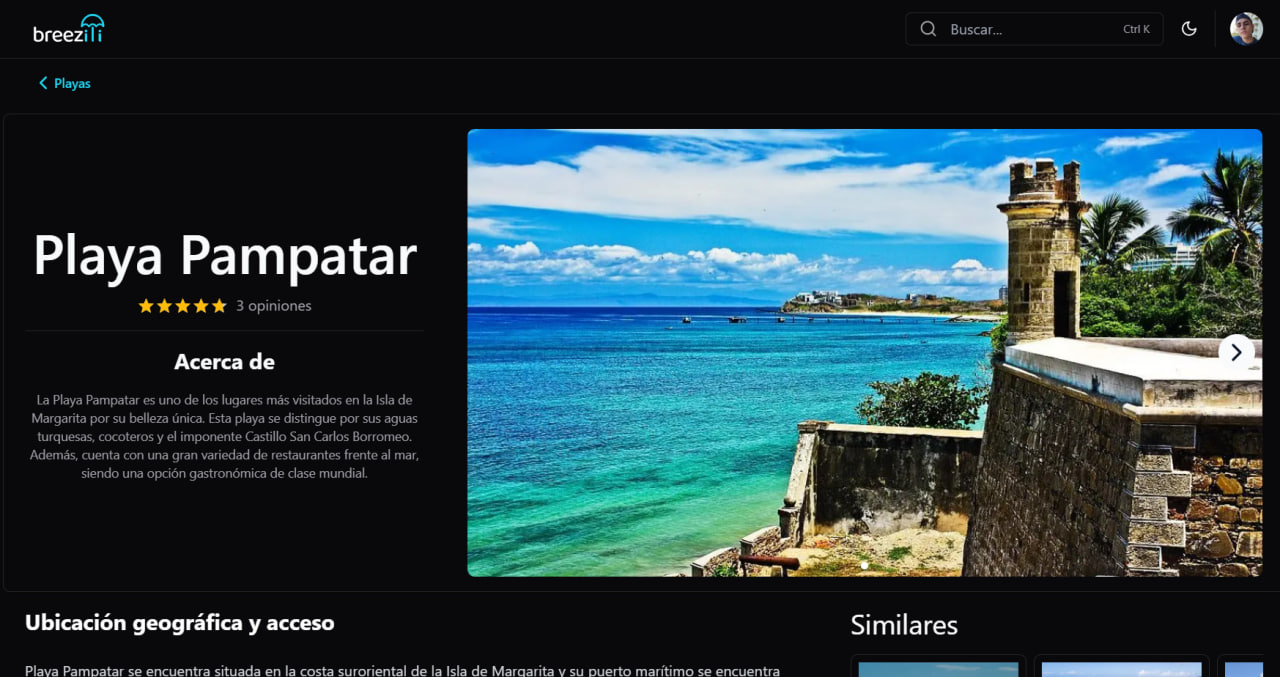 breeziti
Buscar...
Ctrl K
Playas
Playa Pampatar
3 opiniones
Acerca de
La Playa Pampatar es uno de los lugares más visitados en la Isla de
Margarita por su belleza única. Esta playa se distingue por sus aguas
turquesas, cocoteros y el imponente Castillo San Carlos Borromeo.
Además, cuenta con una gran variedad de restaurantes frente al mar,
siendo una opción gastronómica de clase mundial.
Ubicación geográfica y acceso
Playa Pampatar se encuentra situada en la costa suroriental de la Isla de Margarita y su puerto marítimo se encuentra
Similares